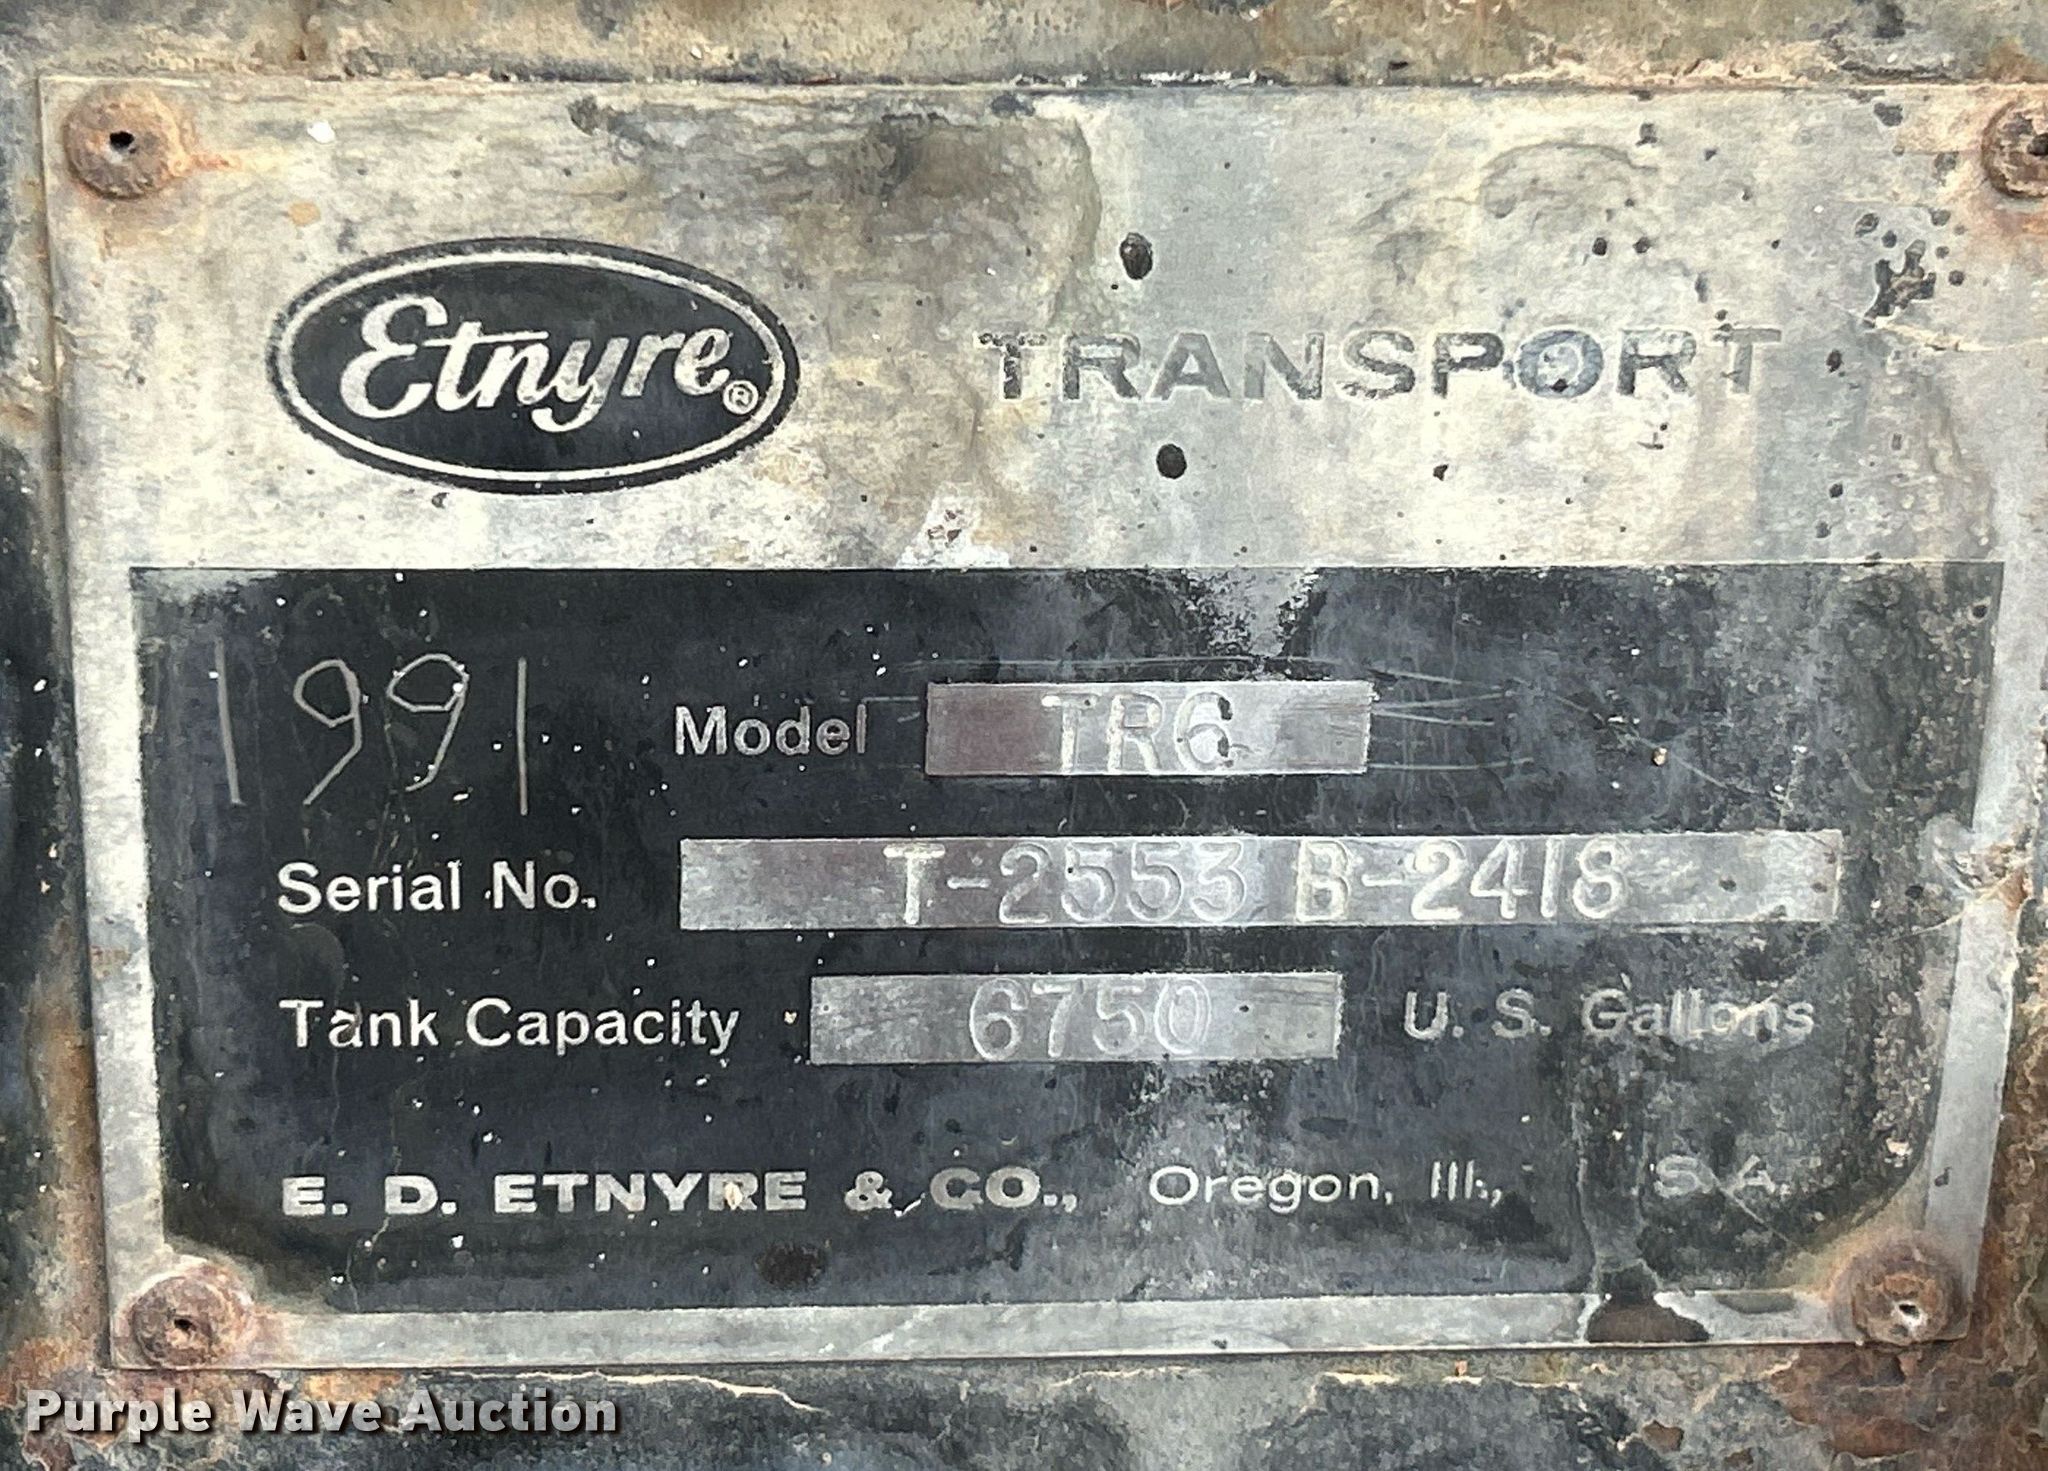 Etnyre® TRANSPORT
1991 Model TR6
Serial No. T-2553 B-2418
Tank Capacity 6750 U. S. Gallons
E. D. ETNYRE & CO., Oregon, Ill., S. A.
Purple Wave Auction